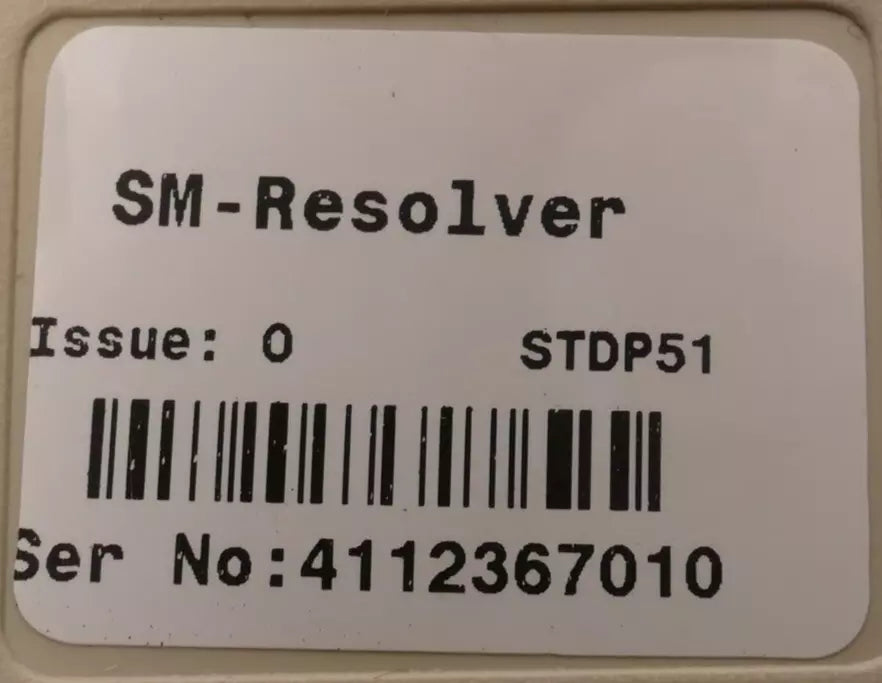 SM-Resolver
Issue: 0 STDP51
Ser No:4112367010